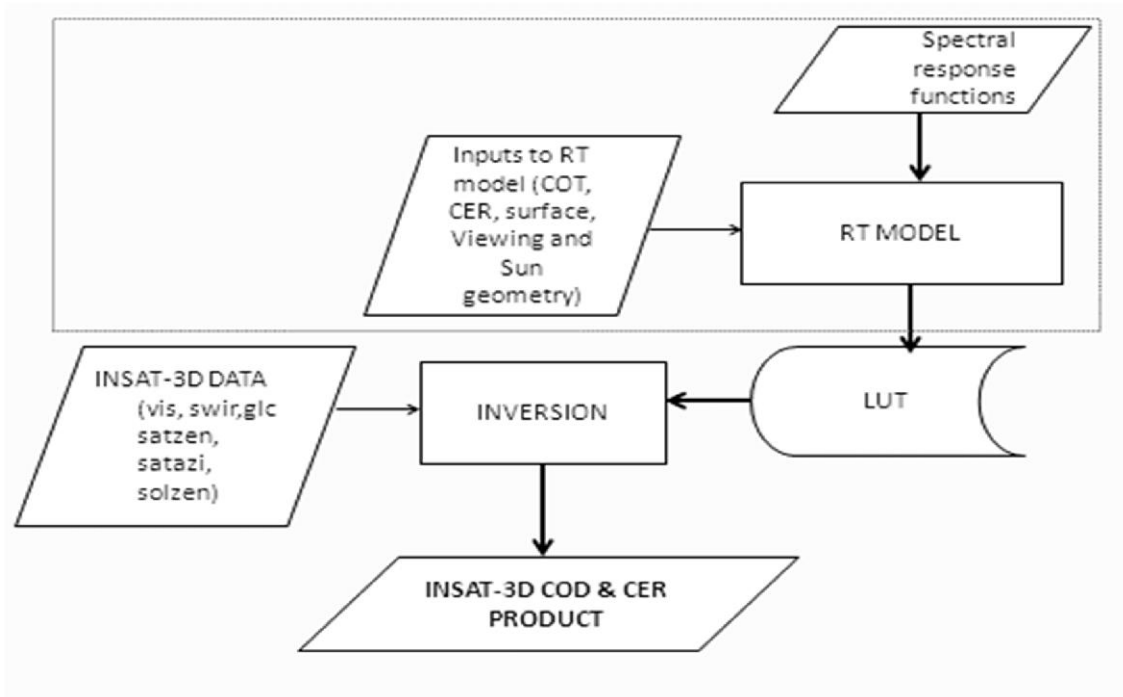 Spectral
response
functions
Inputs to RT
model (COT,
CER, surface,
Viewing and
Sun
geometry)
RT MODEL
INSAT-3D DATA
(vis, swir,glc
satzen,
satazi,
solzen)
INVERSION
LUT
INSAT-3D COD & CER
PRODUCT